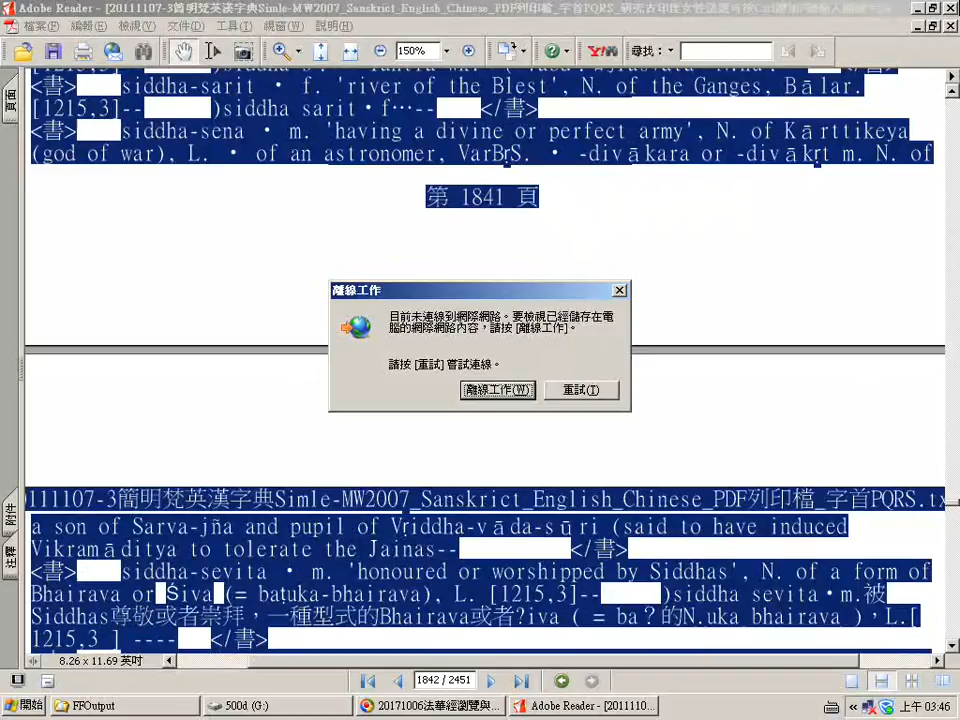 Adobe Reader - [20111107-3簡明梵英漢字典Simle-MW2007_Sanskrict_English_Chinese_PDF列印檔_字首PQRS_
檔案(F) 編輯(E) 檢視(V) 文件(D) 工具(T) 視窗(W) 說明(H)
150% 尋找：
頁面
<書> siddha-sarit ‧ f. 'river of the Blest', N. of the Ganges, Bālar.
[1215,3]-- )siddha sarit‧f…-- </書>
<書> siddha-sena ‧ m. 'having a divine or perfect army', N. of Kārttikeya
(god of war), L. ‧ of an astronomer, VarBṛS. ‧ -divākara or -divākṛt m. N. of
第 1841 頁
離線工作
目前未連線到網際網路。要檢視已經儲存在電
腦的網際網路內容，請按 [離線工作]。
請按 [重試] 嘗試連線。
離線工作(W) 重試(I)
附件
注釋
111107-3簡明梵英漢字典Simle-MW2007_Sanskrict_English_Chinese_PDF列印檔_字首PQRS.tx
a son of Sarva-jña and pupil of Vṛiddha-vāda-sūri (said to have induced
Vikramāditya to tolerate the Jainas-- </書>
<書> siddha-sevita ‧ m. 'honoured or worshipped by Siddhas', N. of a form of
Bhairava or Śiva (= baṭuka-bhairava), L. [1215,3]-- )siddha sevita‧m.被
Siddhas尊敬或者崇拜，一種型式的Bhairava或者?iva ( = ba?的N.uka bhairava )，L.[
1215,3 ] ---- </書>
8.26 x 11.69 英吋
1842 / 2451
開始 FFOutput 500d (G:) 20171006法華經瀏覽與... Adobe Reader - [2011110... 上午 03:46